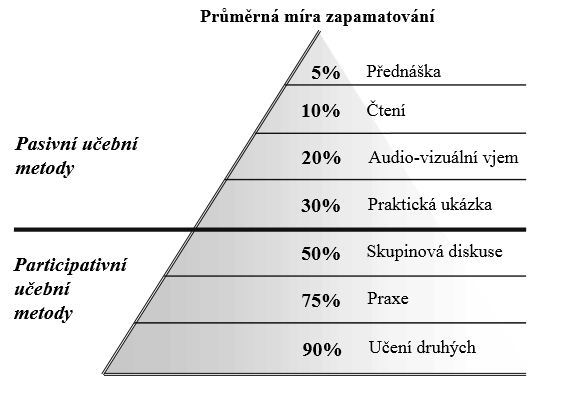 Průměrná míra zapamatování
5% Přednáška
10% Čtení
Pasivní učební
metody
20% Audio-vizuální vjem
30% Praktická ukázka
50% Skupinová diskuse
Participativní
učební
metody
75% Praxe
90% Učení druhých